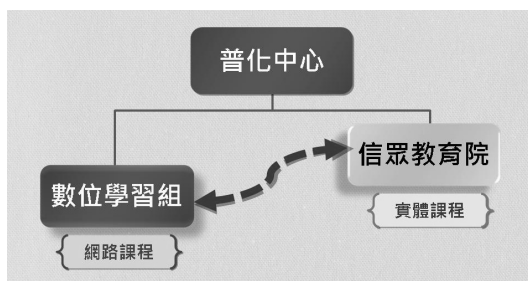 普化中心
信眾教育院
數位學習組
實體課程
網路課程